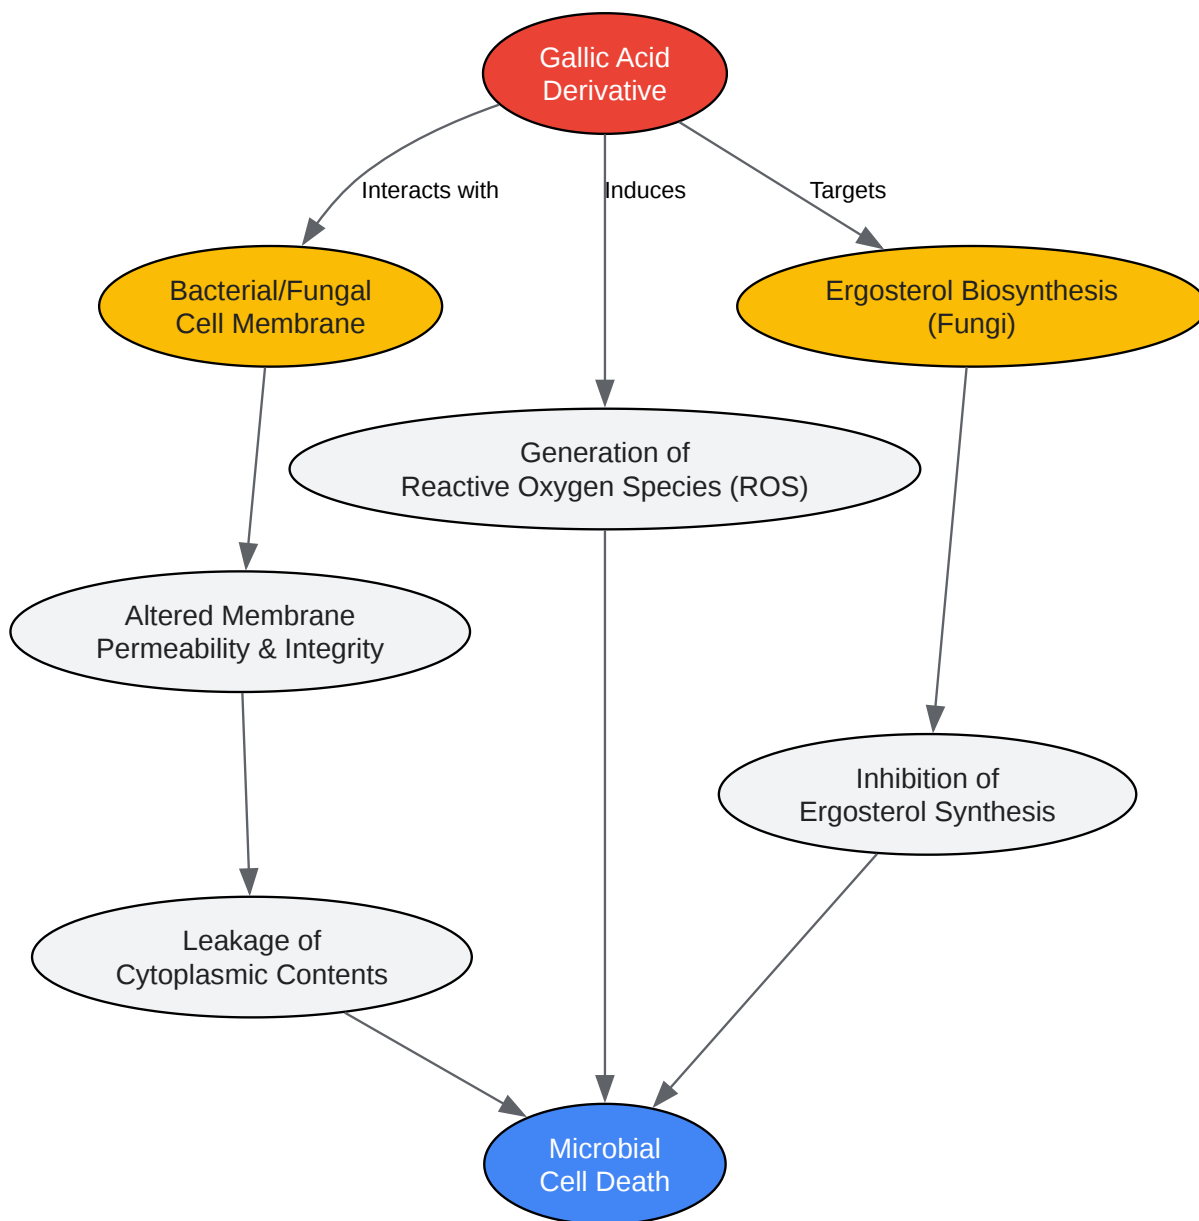 Gallic Acid
Derivative
Interacts with
Induces
Targets
Bacterial/Fungal
Cell Membrane
Ergosterol Biosynthesis
(Fungi)
Generation of
Reactive Oxygen Species (ROS)
Altered Membrane
Permeability & Integrity
Inhibition of
Ergosterol Synthesis
Leakage of
Cytoplasmic Contents
Microbial
Cell Death